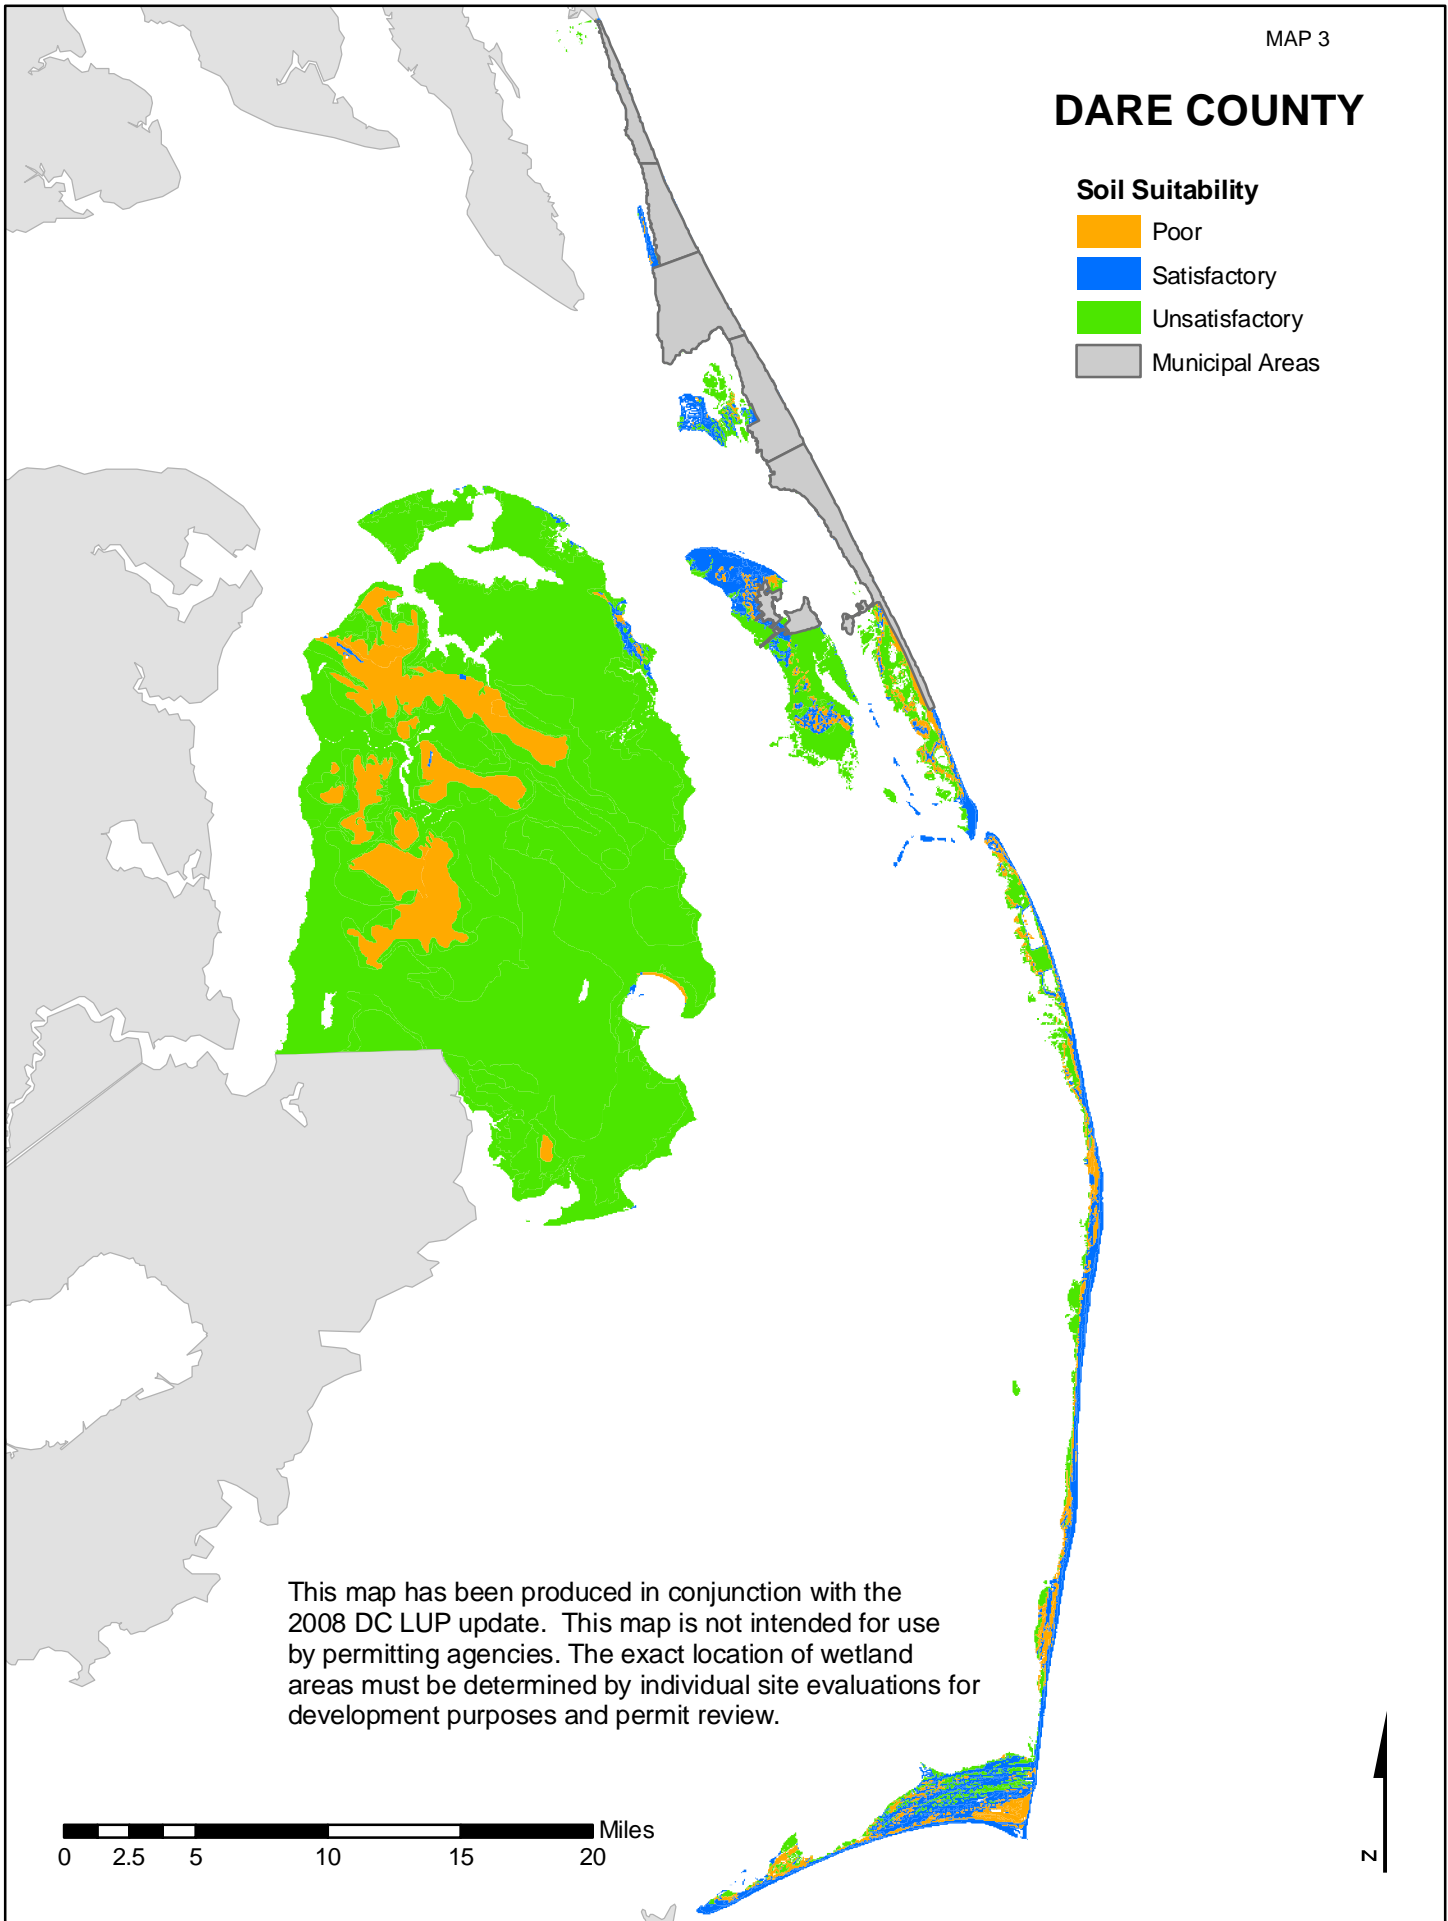 MAP 3
DARE COUNTY
Soil Suitability
Poor
Satisfactory
Unsatisfactory
Municipal Areas
This map has been produced in conjunction with the
2008 DC LUP update.  This map is not intended for use
by permitting agencies. The exact location of wetland
areas must be determined by individual site evaluations for
development purposes and permit review.
Miles
0 2.5 5 10 15 20
N